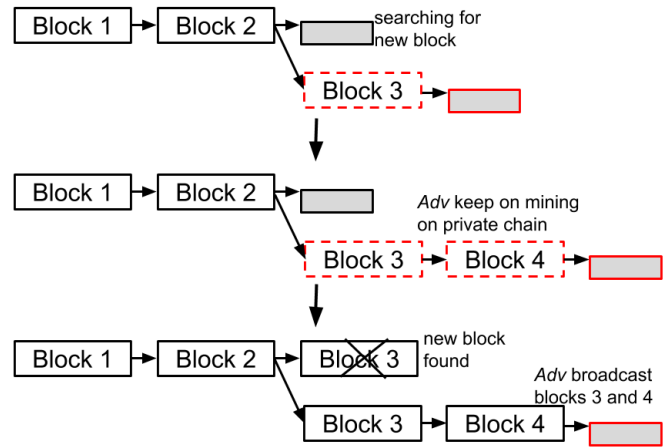 Block 1
Block 2
searching for
new block
Block 3
Block 1
Block 2
Adv keep on mining
on private chain
Block 3
Block 4
Block 1
Block 2
Block 3
new block
found
Adv broadcast
blocks 3 and 4
Block 3
Block 4